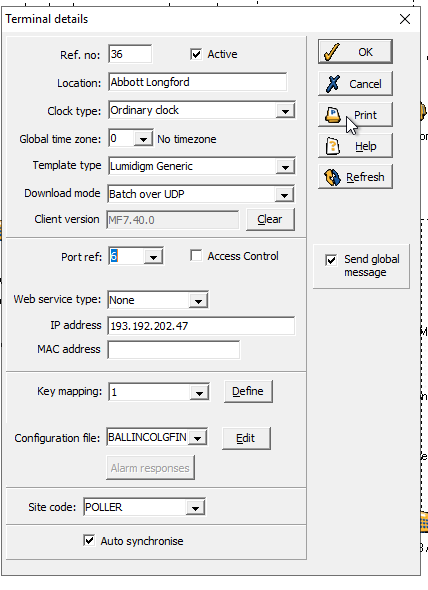 Terminal details
Ref. no: 36 Active OK
Location: Abbott Longford Cancel
Clock type: Ordinary clock Print
Global time zone: 0 No timezone
Template type Lumidigm Generic Help
Download mode Batch over UDP Refresh
Client version MF7.40.0 Clear
Port ref: 6 Access Control Send global
message
Web service type: None
IP address 193.192.202.47
MAC address
Key mapping: 1 Define
Configuration file: BALLINCOLGFIN Edit
Alarm responses
Site code: POLLER
Auto synchronise